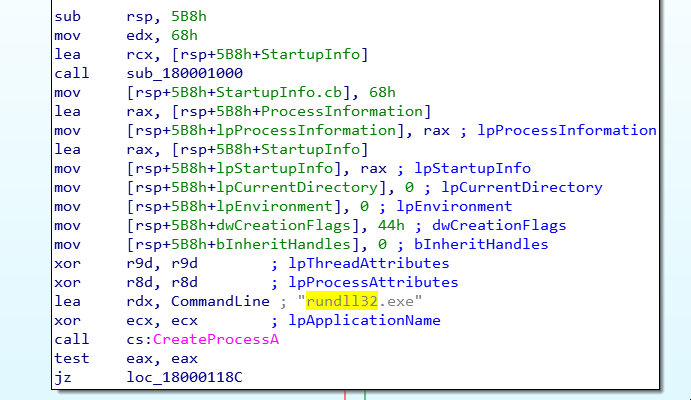 sub rsp, 5B8h
mov edx, 68h
lea rcx, [rsp+5B8h+StartupInfo]
call sub_180001000
mov [rsp+5B8h+StartupInfo.cb], 68h
lea rax, [rsp+5B8h+ProcessInformation]
mov [rsp+5B8h+lpProcessInformation], rax ; lpProcessInformation
lea rax, [rsp+5B8h+StartupInfo]
mov [rsp+5B8h+lpStartupInfo], rax ; lpStartupInfo
mov [rsp+5B8h+lpCurrentDirectory], 0 ; lpCurrentDirectory
mov [rsp+5B8h+lpEnvironment], 0 ; lpEnvironment
mov [rsp+5B8h+dwCreationFlags], 44h ; dwCreationFlags
mov [rsp+5B8h+bInheritHandles], 0 ; bInheritHandles
xor r9d, r9d ; lpThreadAttributes
xor r8d, r8d ; lpProcessAttributes
lea rdx, CommandLine ; "rundll32.exe"
xor ecx, ecx ; lpApplicationName
call cs:CreateProcessA
test eax, eax
jz loc_18000118C